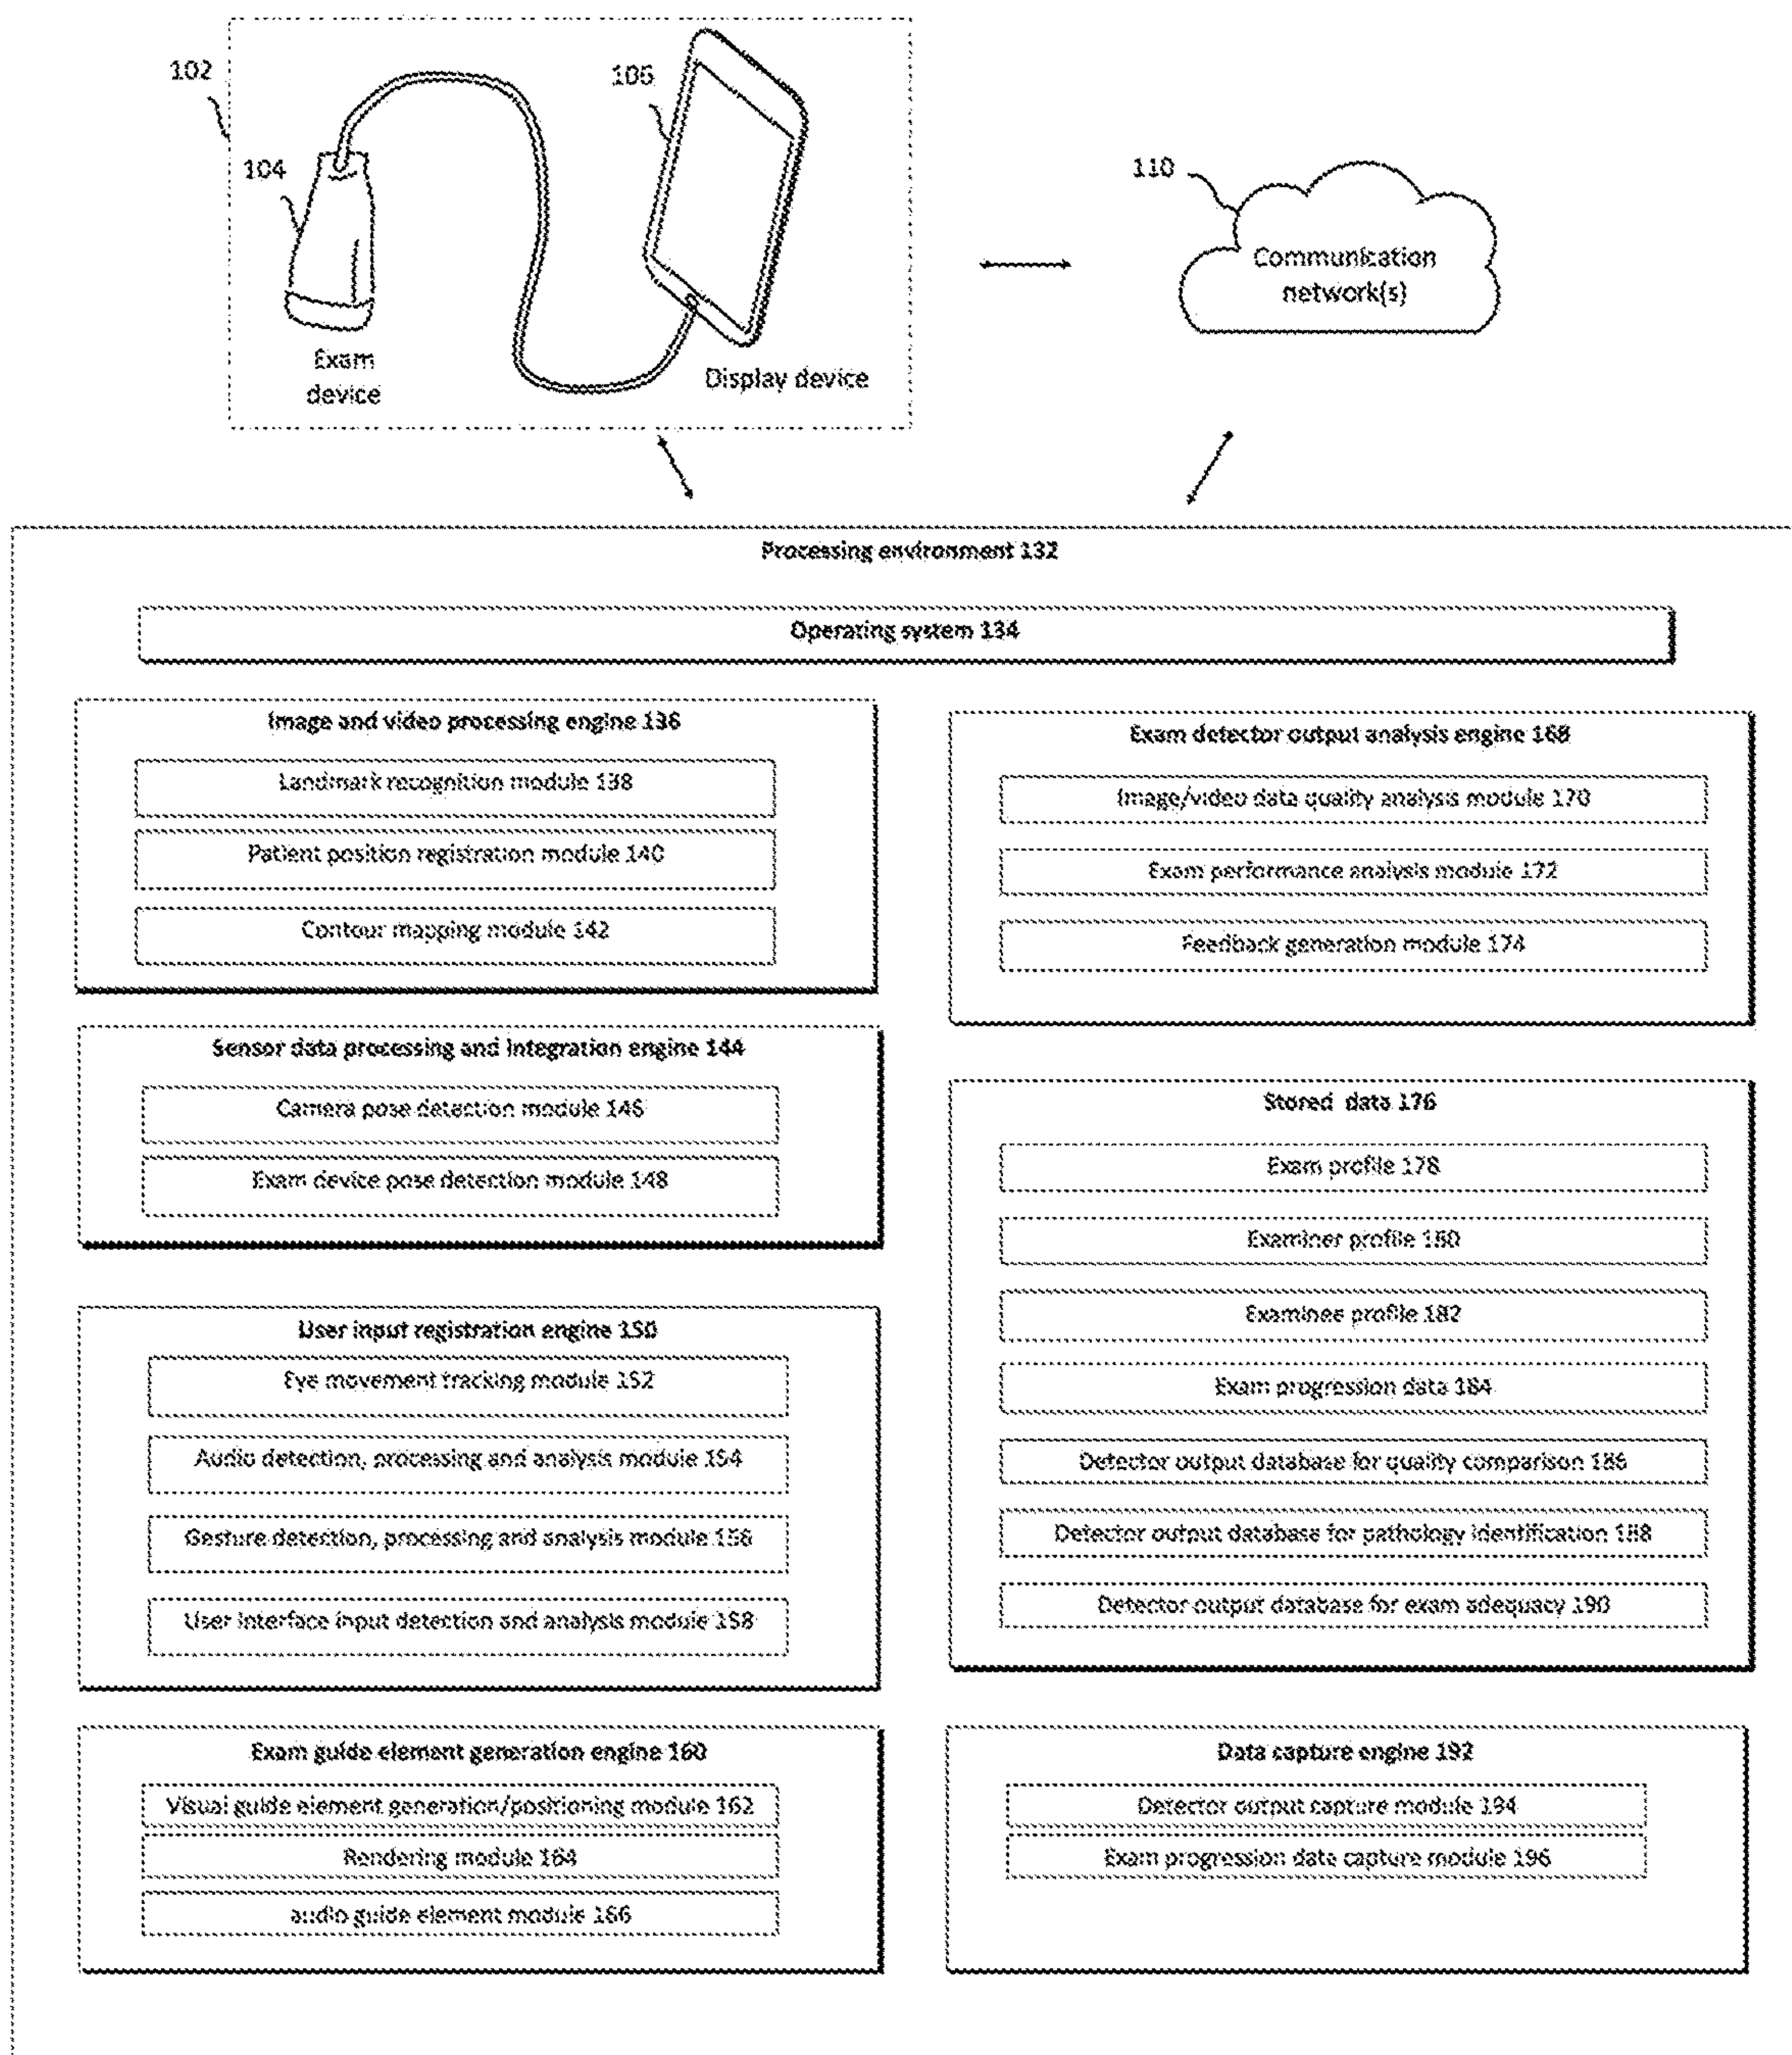 102
104
106
Exam
device
Display device
110
Communication
network(s)
Processing environment 132
Operating system 134
Image and video processing engine 136
Landmark recognition module 138
Patient position registration module 140
Contour mapping module 142
Sensor data processing and integration engine 144
Camera pose detection module 146
Exam device pose detection module 148
User input registration engine 150
Eye movement tracking module 152
Audio detection, processing and analysis module 154
Gesture detection, processing and analysis module 156
User interface input detection and analysis module 158
Exam guide element generation engine 160
Visual guide element generation/positioning module 162
Rendering module 164
audio guide element module 166
Exam detector output analysis engine 168
Image/video data quality analysis module 170
Exam performance analysis module 172
Feedback generation module 174
Stored data 176
Exam profile 178
Examiner profile 180
Examinee profile 182
Exam progression data 184
Detector output database for quality comparison 186
Detector output database for pathology identification 188
Detector output database for exam adequacy 190
Data capture engine 192
Detector output capture module 194
Exam progression data capture module 196